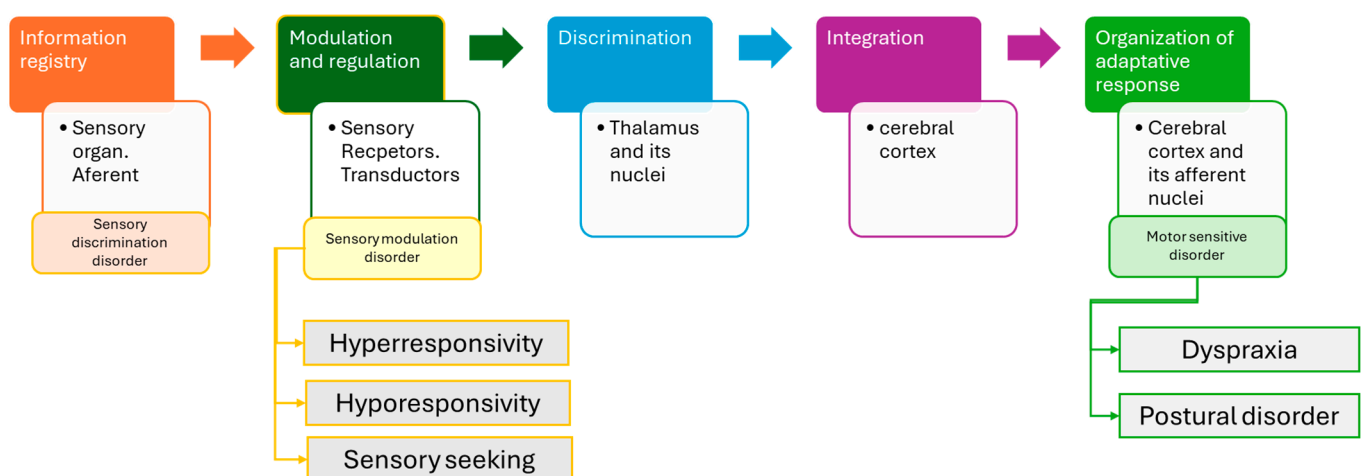 Information
registry
Modulation
and regulation
Discrimination
Integration
Organization of
adaptative
response
• Sensory
organ.
Aferent
• Sensory
Recpetors.
Transductors
• Thalamus
and its
nuclei
• cerebral
cortex
• Cerebral
cortex and
its afferent
nuclei
Sensory
discrimination
disorder
Sensory modulation
disorder
Motor sensitive
disorder
Hyperresponsivity
Hyporesponsivity
Sensory seeking
Dyspraxia
Postural disorder